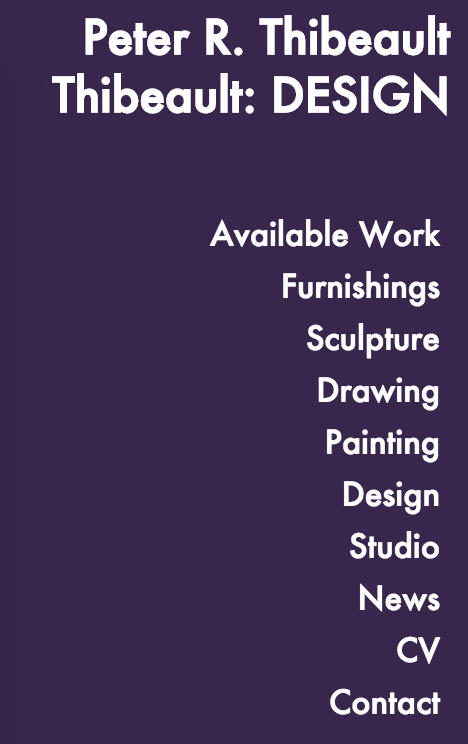 Peter R. Thibeault
Thibeault: DESIGN
Available Work
Furnishings
Sculpture
Drawing
Painting
Design
Studio
News
CV
Contact